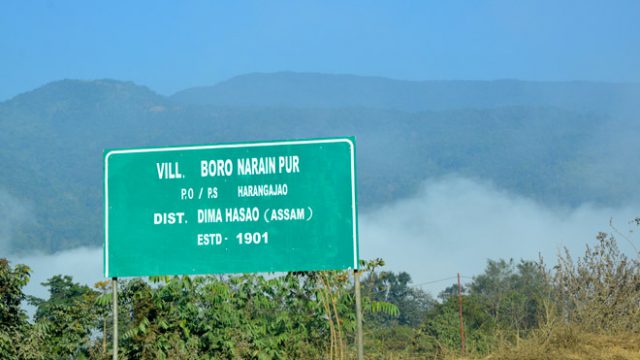 VILL. BORO NARAIN PUR
P.O / P.S HARANGAJAO
DIST. DIMA HASAO (ASSAM)
ESTD - 1901